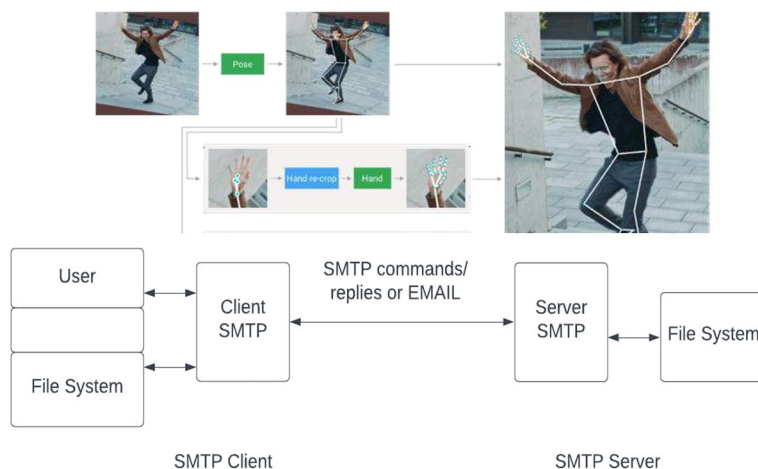 Pose
Hand re-crop
Hand
User
Client
SMTP
File System
SMTP commands/
replies or EMAIL
Server
SMTP
File System
SMTP Client
SMTP Server